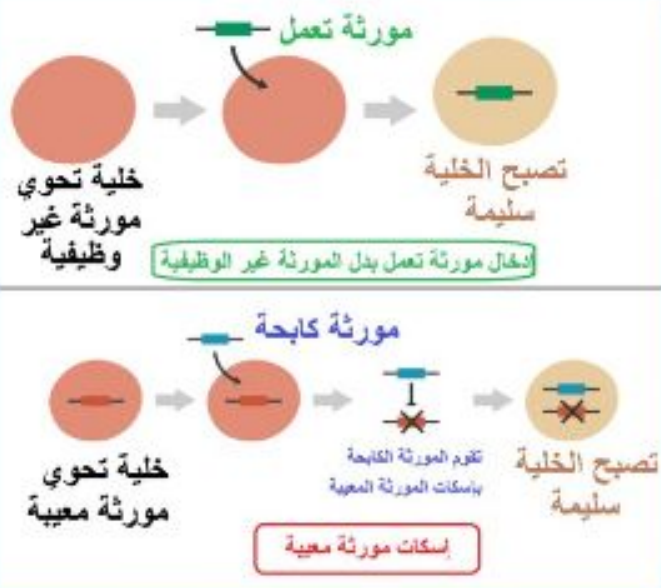 مورثة تعمل
خلية تحوي
مورثة غير
وظيفية
تصبح الخلية
سليمة
إدخال مورثة تعمل بدل المورثة غير الوظيفية
مورثة كابحة
خلية تحوي
مورثة معيبة
تقوم المورثة الكابحة
بإسكات المورثة المعيبة
تصبح الخلية
سليمة
إسكات مورثة معيبة